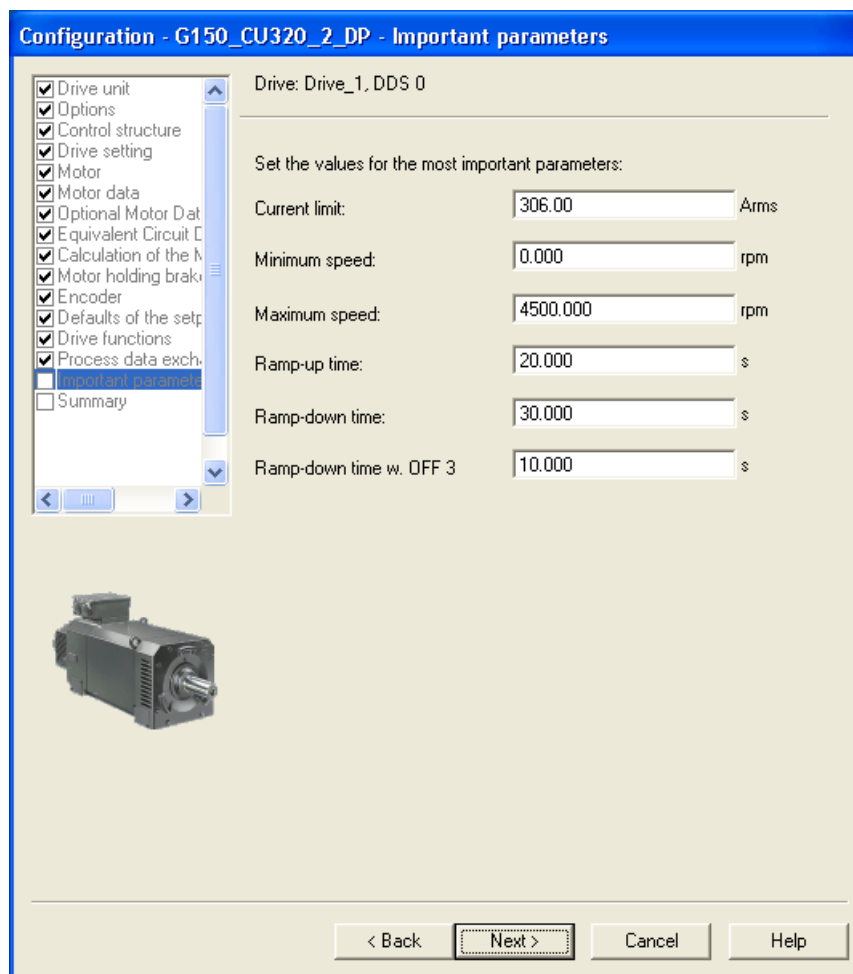 Configuration - G150_CU320_2_DP - Important parameters
Drive unit
Options
Control structure
Drive setting
Motor
Motor data
Optional Motor Dat
Equivalent Circuit D
Calculation of the M
Motor holding brak
Encoder
Defaults of the setp
Drive functions
Process data exch
Important paramete
Summary
Drive: Drive_1, DDS 0
Set the values for the most important parameters:
Current limit: 306.00 Arms
Minimum speed: 0.000 rpm
Maximum speed: 4500.000 rpm
Ramp-up time: 20.000 s
Ramp-down time: 30.000 s
Ramp-down time w. OFF 3 10.000 s
< Back Next > Cancel Help